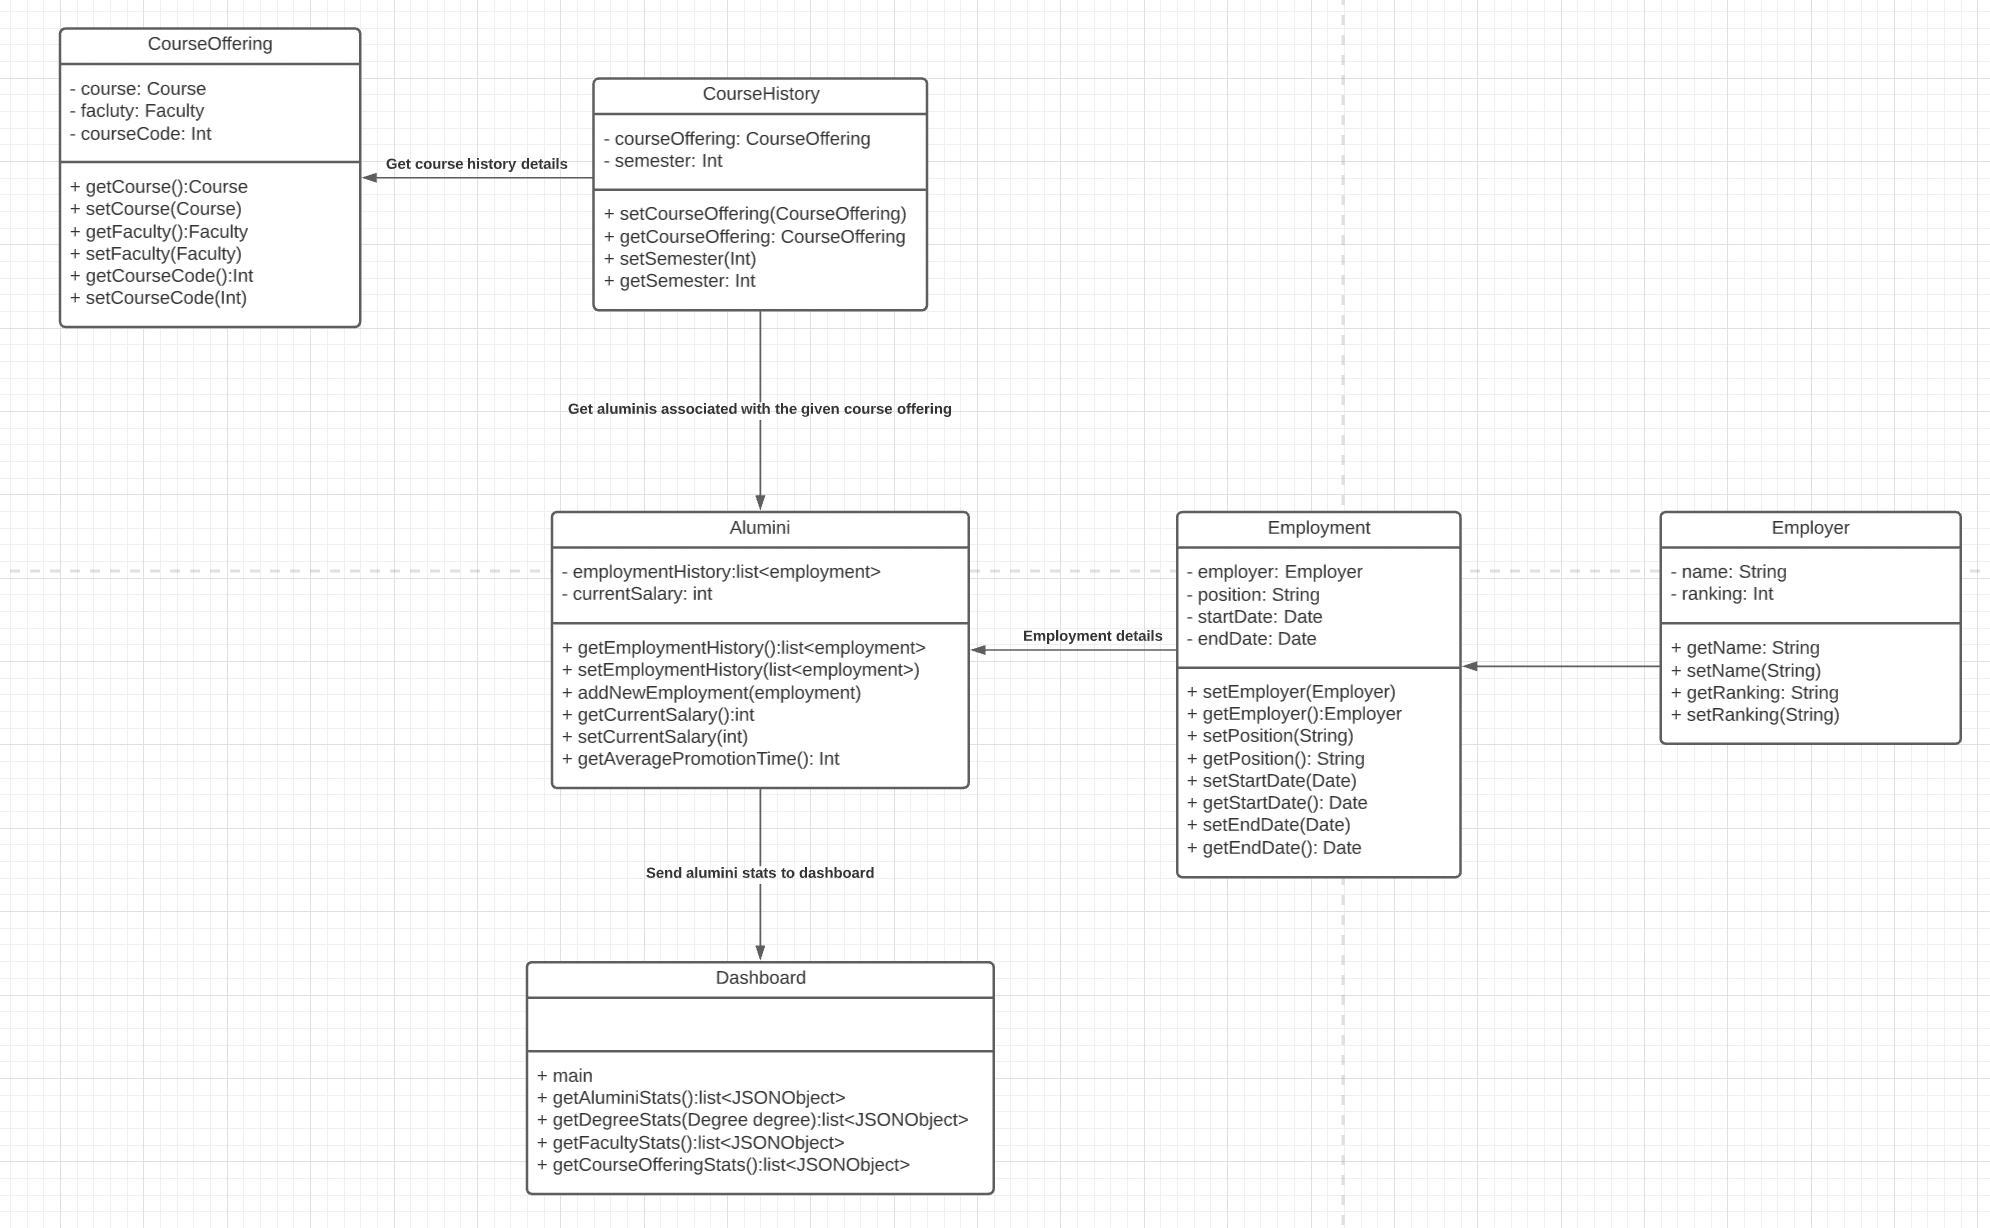 CourseOffering
- course: Course
- facluty: Faculty
- courseCode: Int
+ getCourse():Course
+ setCourse(Course)
+ getFaculty():Faculty
+ setFaculty(Faculty)
+ getCourseCode():Int
+ setCourseCode(Int)
Get course history details
CourseHistory
- courseOffering: CourseOffering
- semester: Int
+ setCourseOffering(CourseOffering)
+ getCourseOffering: CourseOffering
+ setSemester(Int)
+ getSemester: Int
Get aluminis associated with the given course offering
Alumini
- employmentHistory:list<employment>
- currentSalary: int
+ getEmploymentHistory():list<employment>
+ setEmploymentHistory(list<employment>)
+ addNewEmployment(employment)
+ getCurrentSalary():int
+ setCurrentSalary(int)
+ getAveragePromotionTime(): Int
Employment details
Employment
- employer: Employer
- position: String
- startDate: Date
- endDate: Date
+ setEmployer(Employer)
+ getEmployer():Employer
+ setPosition(String)
+ getPosition(): String
+ setStartDate(Date)
+ getStartDate(): Date
+ setEndDate(Date)
+ getEndDate(): Date
Employer
- name: String
- ranking: Int
+ getName: String
+ setName(String)
+ getRanking: String
+ setRanking(String)
Send alumini stats to dashboard
Dashboard
+ main
+ getAluminiStats():list<JSONObject>
+ getDegreeStats(Degree degree):list<JSONObject>
+ getFacultyStats():list<JSONObject>
+ getCourseOfferingStats():list<JSONObject>